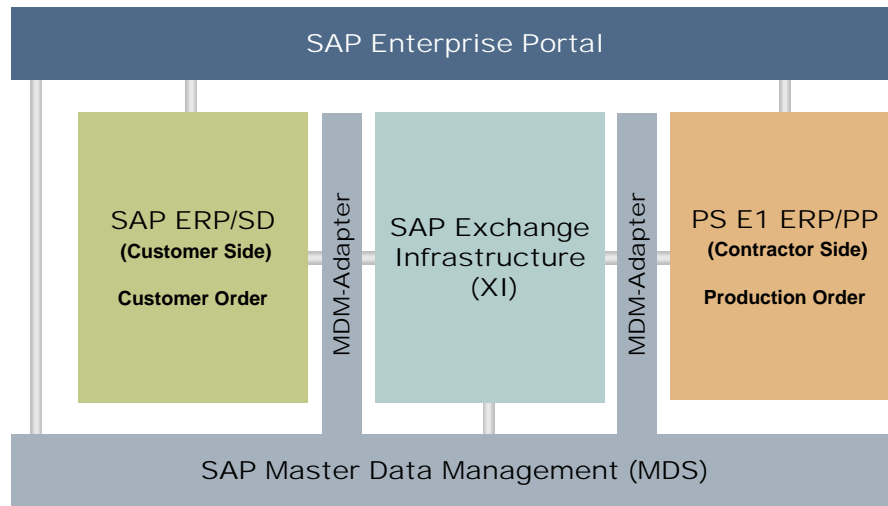 SAP Enterprise Portal
SAP ERP/SD
(Customer Side)
Customer Order
MDM-Adapter
SAP Exchange
Infrastructure
(XI)
MDM-Adapter
PS E1 ERP/PP
(Contractor Side)
Production Order
SAP Master Data Management (MDS)